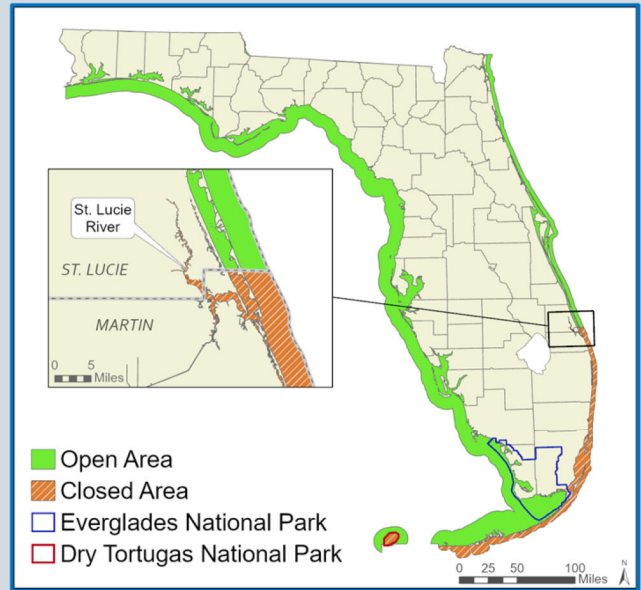 St. Lucie
River
ST. LUCIE
MARTIN
0 5
Miles
Open Area
Closed Area
Everglades National Park
Dry Tortugas National Park
N
0 25 50 100
Miles